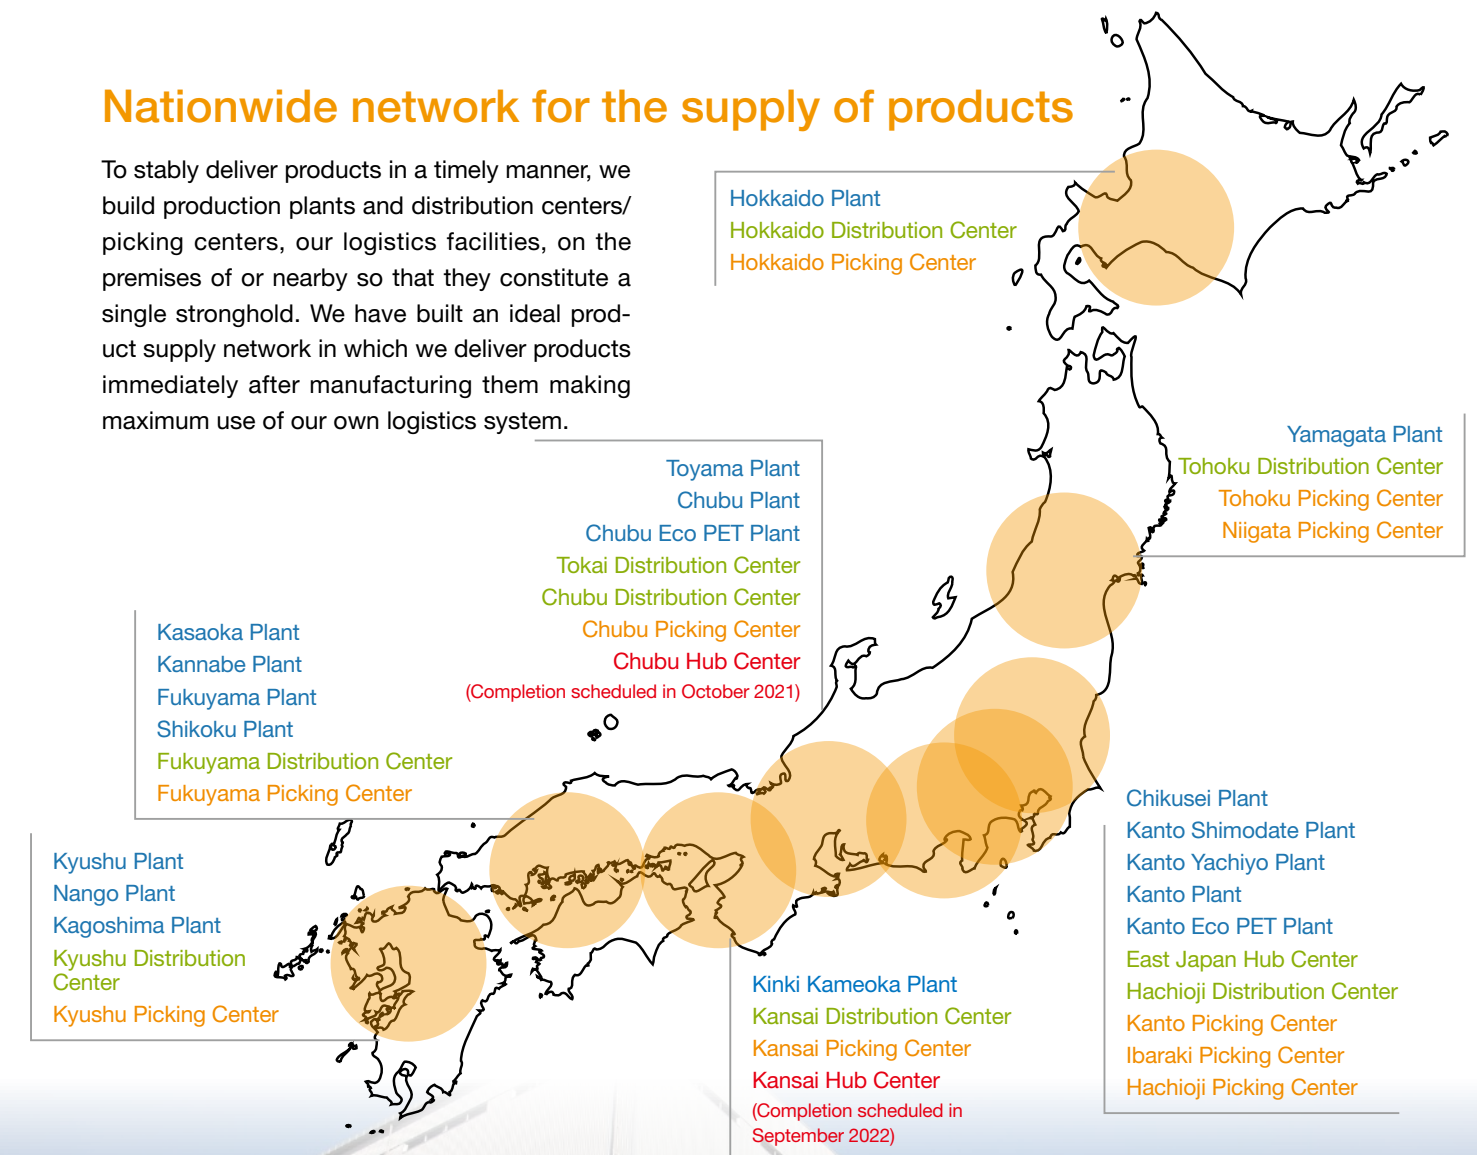 Nationwide network for the supply of products
To stably deliver products in a timely manner, we
build production plants and distribution centers/
picking centers, our logistics facilities, on the
premises of or nearby so that they constitute a
single stronghold. We have built an ideal prod-
uct supply network in which we deliver products
immediately after manufacturing them making
maximum use of our own logistics system.
Hokkaido Plant
Hokkaido Distribution Center
Hokkaido Picking Center
Yamagata Plant
Tohoku Distribution Center
Tohoku Picking Center
Niigata Picking Center
Toyama Plant
Chubu Plant
Chubu Eco PET Plant
Tokai Distribution Center
Chubu Distribution Center
Chubu Picking Center
Chubu Hub Center
(Completion scheduled in October 2021)
Kasaoka Plant
Kannabe Plant
Fukuyama Plant
Shikoku Plant
Fukuyama Distribution Center
Fukuyama Picking Center
Kyushu Plant
Nango Plant
Kagoshima Plant
Kyushu Distribution
Center
Kyushu Picking Center
Kinki Kameoka Plant
Kansai Distribution Center
Kansai Picking Center
Kansai Hub Center
(Completion scheduled in
September 2022)
Chikusei Plant
Kanto Shimodate Plant
Kanto Yachiyo Plant
Kanto Plant
Kanto Eco PET Plant
East Japan Hub Center
Hachioji Distribution Center
Kanto Picking Center
Ibaraki Picking Center
Hachioji Picking Center